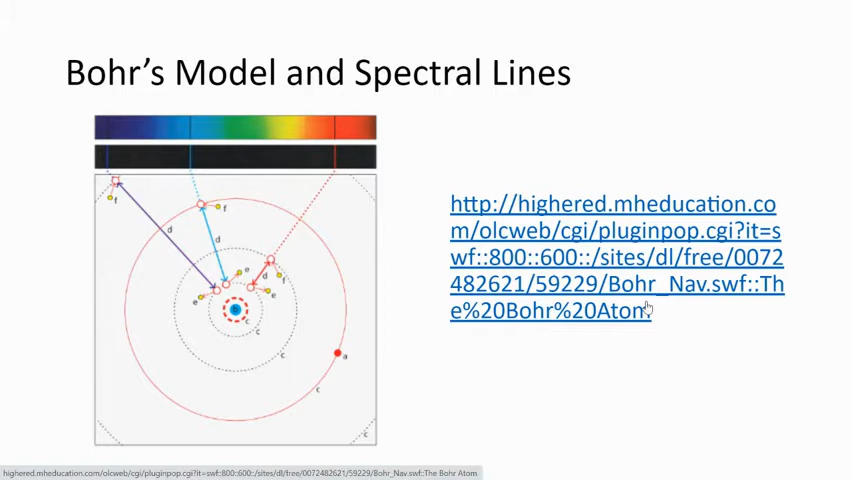 Bohr's Model and Spectral Lines
http://highered.mheducation.co
m/olcweb/cgi/pluginpop.cgi?it=s
wf::800::600::/sites/dl/free/0072
482621/59229/Bohr_Nav.swf::Th
e%20Bohr%20Atom
f
f
d
d
e
d
f
e
e
b
c
c
c
a
c
c
highered.mheducation.com/olcweb/cgi/pluginpop.cgi?it=swf::800::600::/sites/dl/free/0072482621/59229/Bohr_Nav.swf::The Bohr Atom